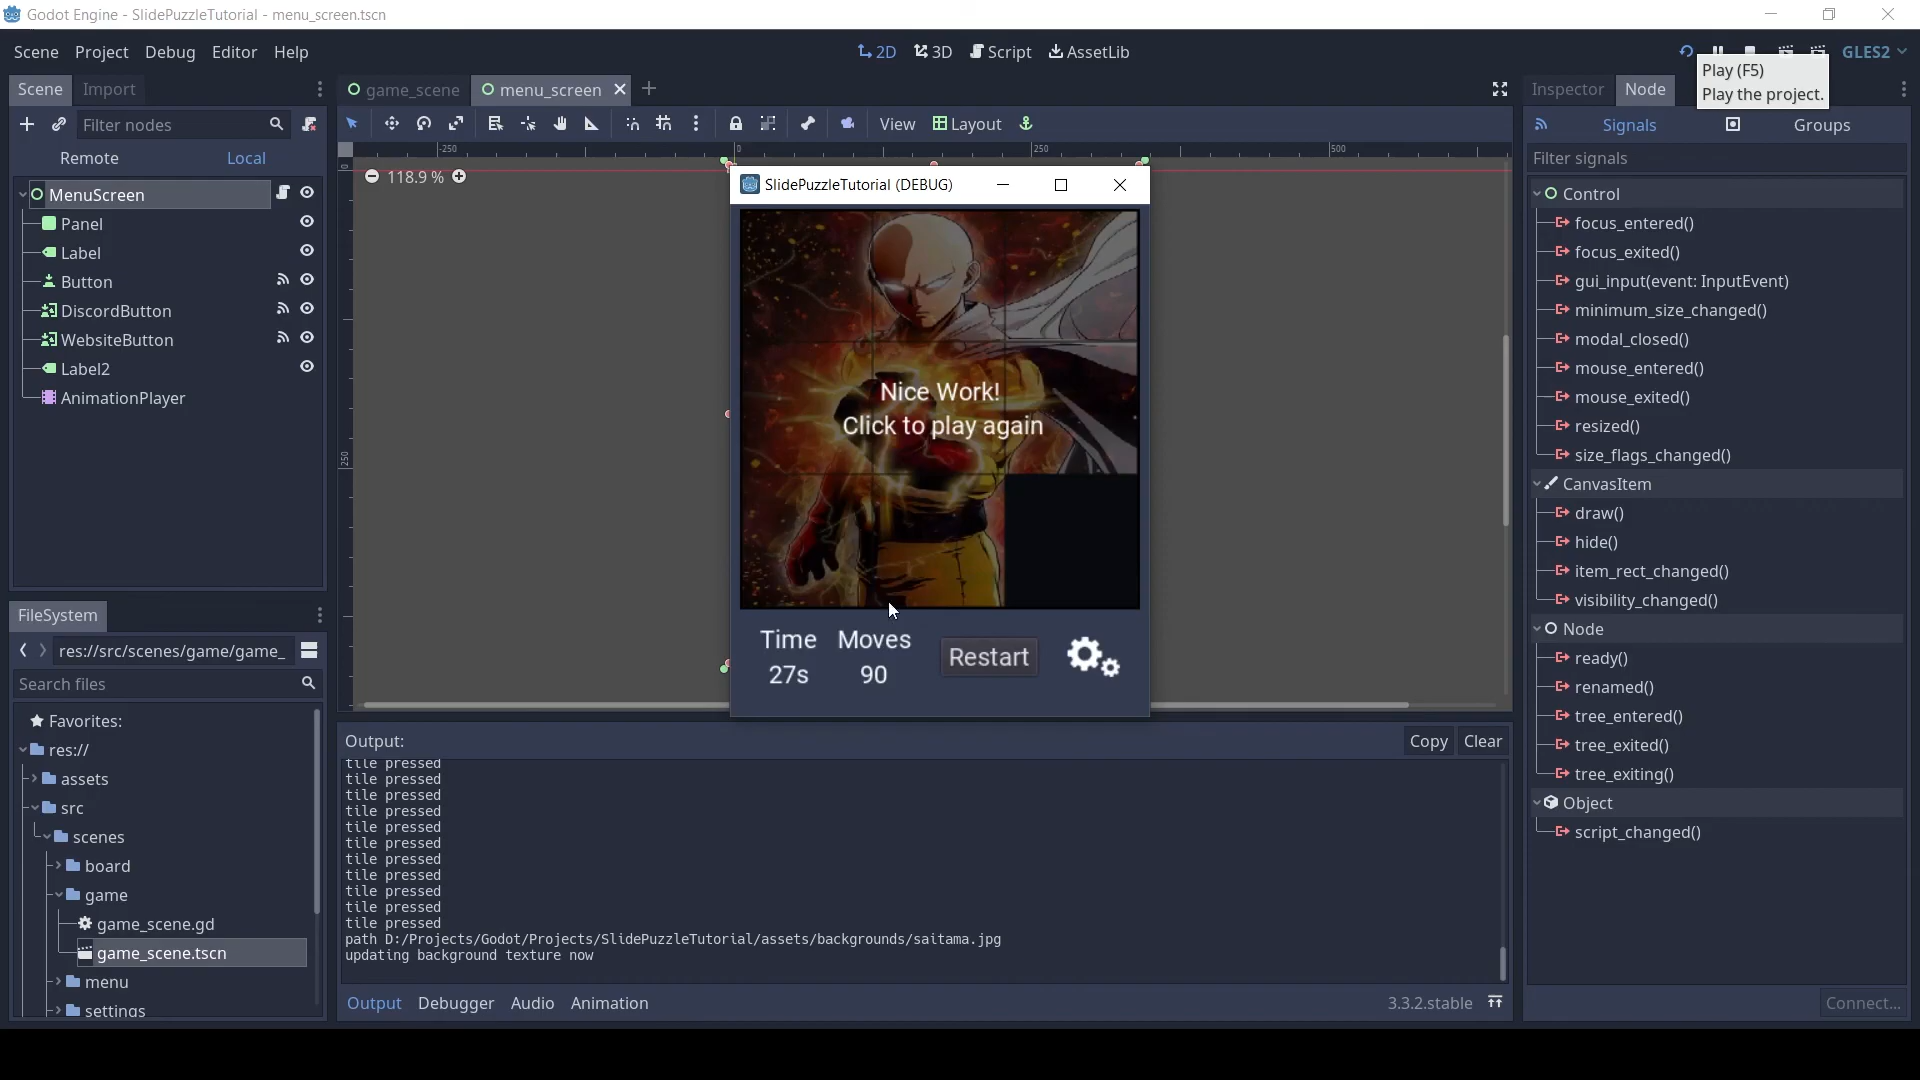 Godot Engine - SlidePuzzleTutorial - menu_screen.tscn
Scene Project Debug Editor Help
2D 3D Script AssetLib
GLES2
Play (F5)
Play the project.
Scene Import
Filter nodes
Remote Local
MenuScreen
Panel
Label
Button
DiscordButton
WebsiteButton
Label2
AnimationPlayer
FileSystem
res://src/scenes/game/game_
Search files
Favorites:
res://
assets
src
scenes
board
game
game_scene.gd
game_scene.tscn
menu
settings
game_scene menu_screen
View Layout
-250 0 250 500
118.9 %
250
SlidePuzzleTutorial (DEBUG)
Nice Work!
Click to play again
Time Moves
27s 90
Restart
Output:
Copy Clear
tile pressed
tile pressed
tile pressed
tile pressed
tile pressed
tile pressed
tile pressed
tile pressed
tile pressed
tile pressed
tile pressed
path D:/Projects/Godot/Projects/SlidePuzzleTutorial/assets/backgrounds/saitama.jpg
updating background texture now
Output Debugger Audio Animation
3.3.2.stable
Inspector Node
Signals Groups
Filter signals
Control
focus_entered()
focus_exited()
gui_input(event: InputEvent)
minimum_size_changed()
modal_closed()
mouse_entered()
mouse_exited()
resized()
size_flags_changed()
CanvasItem
draw()
hide()
item_rect_changed()
visibility_changed()
Node
ready()
renamed()
tree_entered()
tree_exited()
tree_exiting()
Object
script_changed()
Connect...